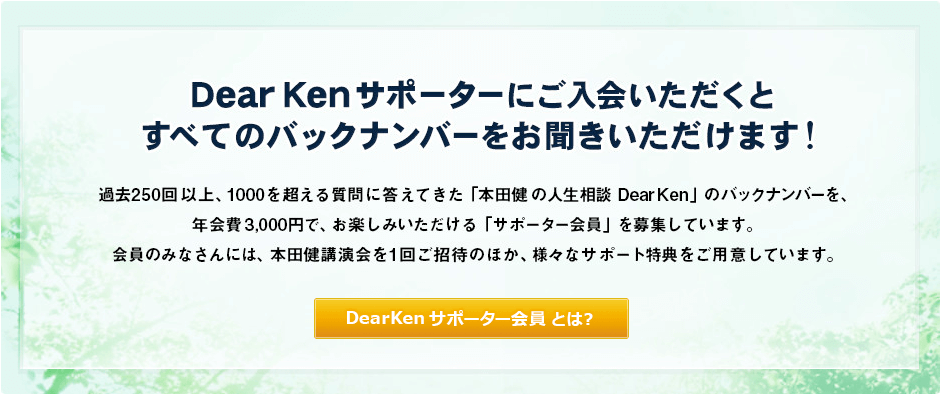 Dear Kenサポーターにご入会いただくと
すべてのバックナンバーをお聞きいただけます！
過去250回以上、1000を超える質問に答えてきた「本田健の人生相談 DearKen」のバックナンバーを、
年会費3,000円で、お楽しみいただける「サポーター会員」を募集しています。
会員のみなさんには、本田健講演会を1回ご招待のほか、様々なサポート特典をご用意しています。
DearKen サポーター会員 とは?